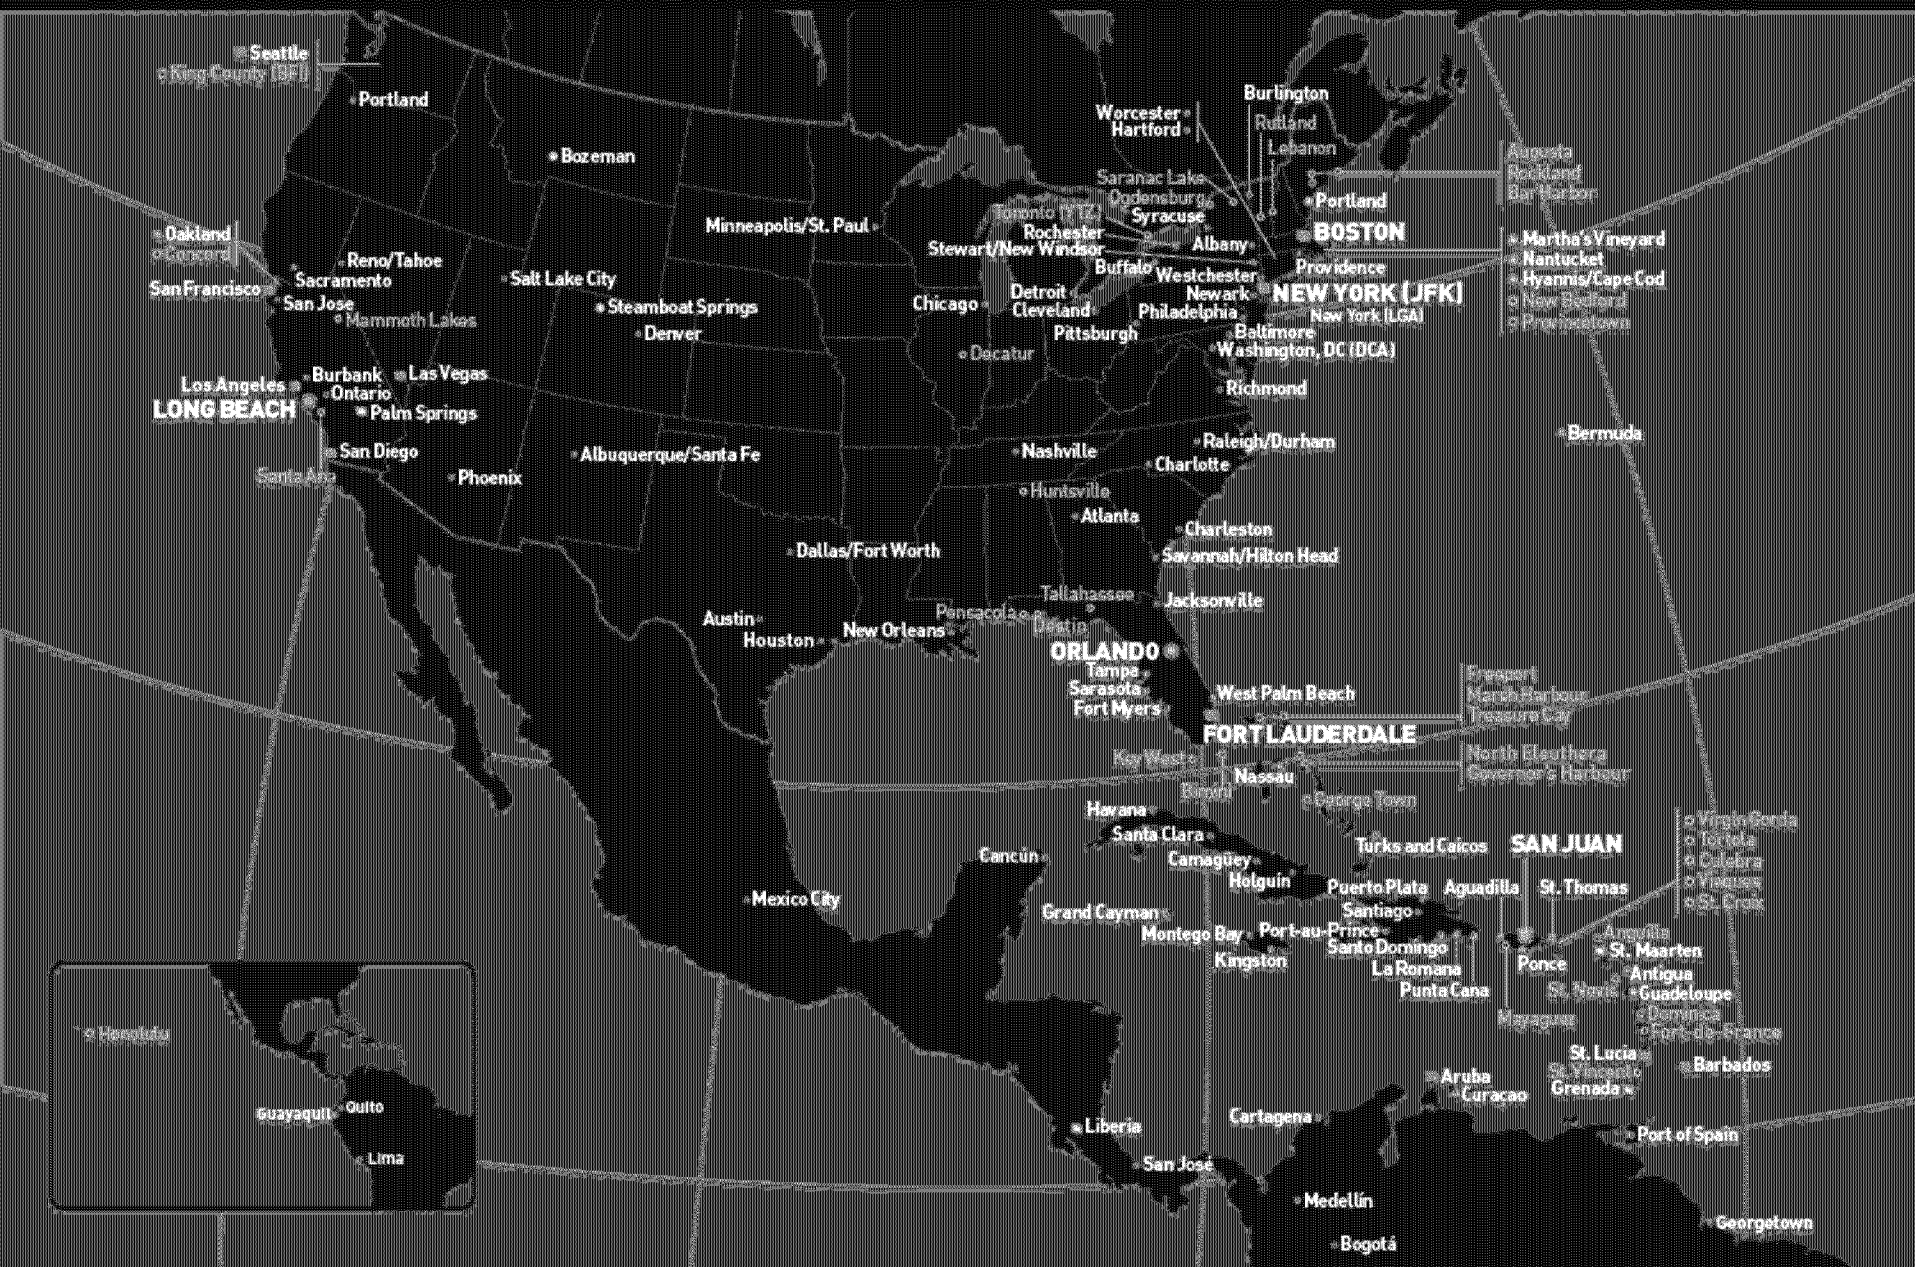 Seattle
King County (BFI)
Portland
Bozeman
Worcester
Hartford
Burlington
Rutland
Lebanon
Saranac Lake
Ogdensburg
Toronto (YTZ)
Syracuse
Rochester
Stewart/New Windsor
Albany
Buffalo
Westchester
Augusta
Rockland
Bar Harbor
Portland
BOSTON
Providence
Martha's Vineyard
Nantucket
Hyannis/Cape Cod
New Bedford
Provincetown
Minneapolis/St. Paul
Oakland
Concord
Reno/Tahoe
Sacramento
San Francisco
San Jose
Mammoth Lakes
Salt Lake City
Steamboat Springs
Denver
Chicago
Detroit
Cleveland
Newark
NEW YORK (JFK)
New York (LGA)
Philadelphia
Pittsburgh
Baltimore
Washington, DC (DCA)
Decatur
Richmond
Burbank
Las Vegas
Los Angeles
Ontario
LONG BEACH
Palm Springs
San Diego
Santa Ana
Phoenix
Albuquerque/Santa Fe
Nashville
Raleigh/Durham
Charlotte
Bermuda
Huntsville
Atlanta
Charleston
Savannah/Hilton Head
Dallas/Fort Worth
Austin
Houston
New Orleans
Pensacola
Tallahassee
Destin
Jacksonville
ORLANDO
Tampa
Sarasota
Fort Myers
West Palm Beach
FORT LAUDERDALE
Freeport
Marsh Harbour
Treasure Cay
North Eleuthera
Governor's Harbour
Key West
Nassau
Bimini
George Town
Havana
Santa Clara
Camagüey
Holguín
Cancún
Mexico City
Grand Cayman
Montego Bay
Kingston
Turks and Caicos
SAN JUAN
Puerto Plata
Aguadilla
St. Thomas
Santiago
Port-au-Prince
Santo Domingo
La Romana
Punta Cana
Ponce
Mayaguez
Virgin Gorda
Tortola
Culebra
Vieques
St. Croix
Anguilla
St. Maarten
Antigua
St. Nevis
Guadeloupe
Dominica
Fort-de-France
St. Lucia
St. Vincent
Barbados
Grenada
Aruba
Curacao
Cartagena
Port of Spain
Liberia
San José
Medellín
Bogotá
Georgetown
Honolulu
Guayaquil
Quito
Lima